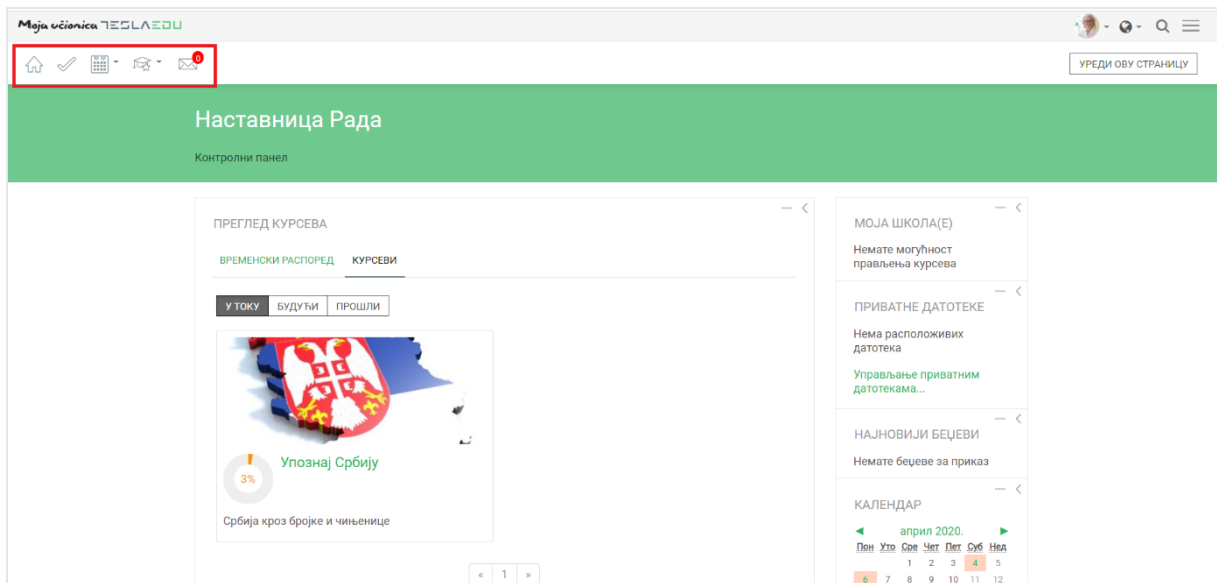 Moja učionica TESLAEDU
0
УРЕДИ ОВУ СТРАНИЦУ
Наставница Рада
Контролни панел
ПРЕГЛЕД КУРСЕВА
ВРЕМЕНСКИ РАСПОРЕД КУРСЕВИ
У ТОКУ БУДУЋИ ПРОШЛИ
3%
Упознај Србију
Србија кроз бројке и чињенице
« 1 »
МОЈА ШКОЛА(Е)
Немате могућност
прављења курсева
ПРИВАТНЕ ДАТОТЕКЕ
Нема расположивих
датотека
Управљање приватним
датотекама...
НАЈНОВИЈИ БЕЏЕВИ
Немате беџеве за приказ
КАЛЕНДАР
◄ април 2020. ►
Пон Уто Сре Чет Пет Суб Нед
1 2 3 4 5
6 7 8 9 10 11 12